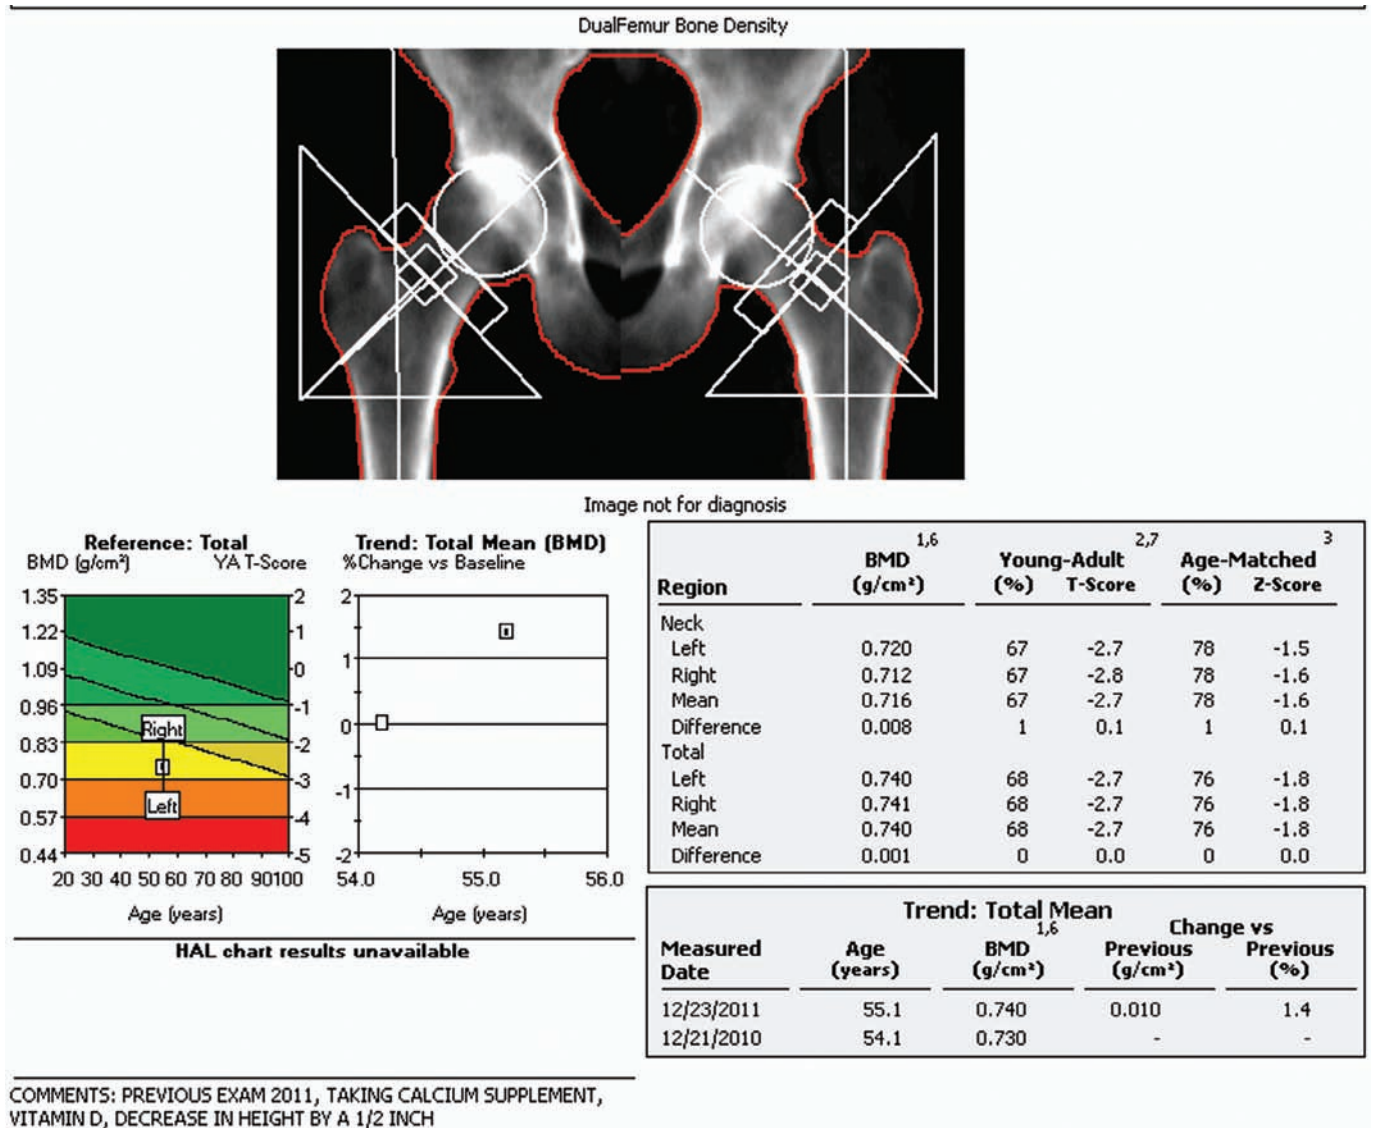 DualFemur Bone Density
Image not for diagnosis
Reference: Total
BMD (g/cm²) YA T-Score
1.35 2
1.22 1
1.09 0
0.96 -1
0.83 -2
0.70 -3
0.57 -4
0.44 -5
Right
Left
20 30 40 50 60 70 80 90100
Age (years)
Trend: Total Mean (BMD)
%Change vs Baseline
2
1
0
-1
-2
54.0 55.0 56.0
Age (years)
HAL chart results unavailable
1,6 2,7 3
BMD Young-Adult Age-Matched
Region (g/cm²) (%) T-Score (%) Z-Score
Neck
Left 0.720 67 -2.7 78 -1.5
Right 0.712 67 -2.8 78 -1.6
Mean 0.716 67 -2.7 78 -1.6
Difference 0.008 1 0.1 1 0.1
Total
Left 0.740 68 -2.7 76 -1.8
Right 0.741 68 -2.7 76 -1.8
Mean 0.740 68 -2.7 76 -1.8
Difference 0.001 0 0.0 0 0.0
Trend: Total Mean
1,6 Change vs
Measured Age BMD Previous Previous
Date (years) (g/cm²) (g/cm²) (%)
12/23/2011 55.1 0.740 0.010 1.4
12/21/2010 54.1 0.730 - -
COMMENTS: PREVIOUS EXAM 2011, TAKING CALCIUM SUPPLEMENT,
VITAMIN D, DECREASE IN HEIGHT BY A 1/2 INCH